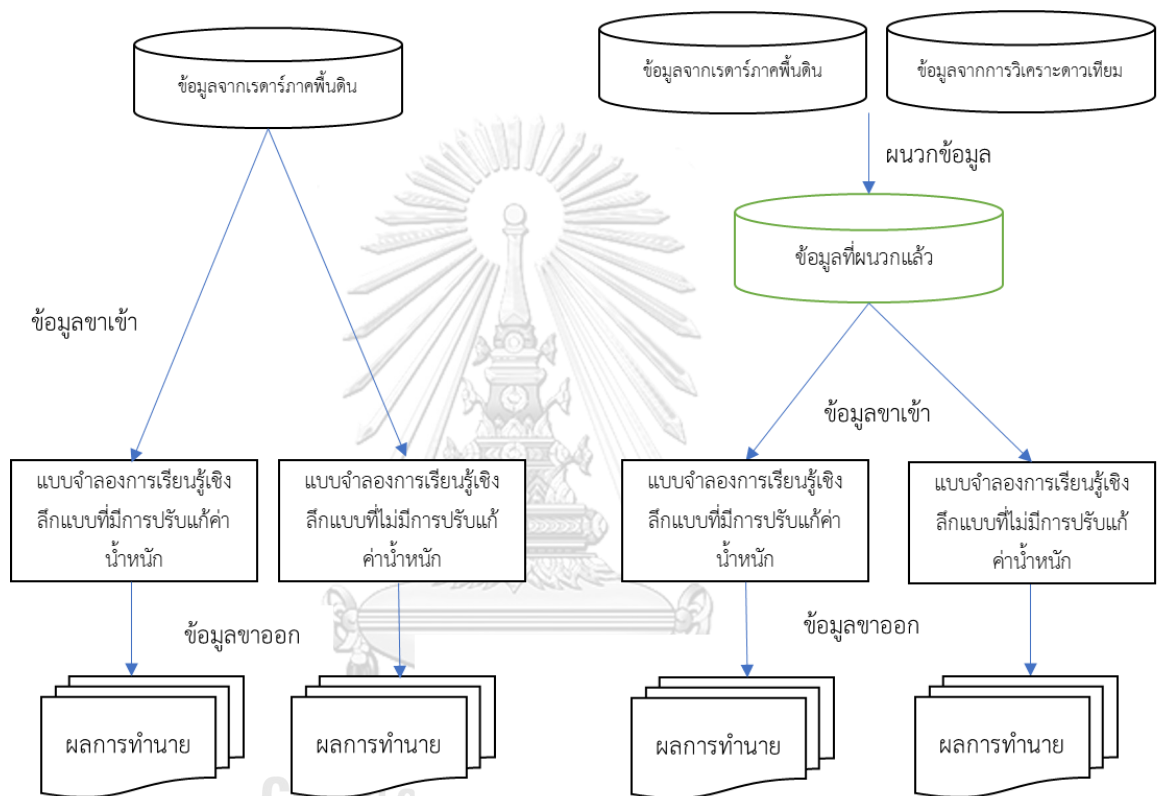 ข้อมูลจากเรดาร์ภาคพื้นดิน
ข้อมูลจากเรดาร์ภาคพื้นดิน
ข้อมูลจากการวิเคราะดาวเทียม
ผนวกข้อมูล
ข้อมูลที่ผนวกแล้ว
ข้อมูลขาเข้า
ข้อมูลขาเข้า
แบบจำลองการเรียนรู้เชิง
ลึกแบบที่มีการปรับแก้ค่า
น้ำหนัก
แบบจำลองการเรียนรู้เชิง
ลึกแบบที่ไม่มีการปรับแก้
ค่าน้ำหนัก
แบบจำลองการเรียนรู้เชิง
ลึกแบบที่มีการปรับแก้ค่า
น้ำหนัก
แบบจำลองการเรียนรู้เชิง
ลึกแบบที่ไม่มีการปรับแก้
ค่าน้ำหนัก
ข้อมูลขาออก
ข้อมูลขาออก
ผลการทำนาย
ผลการทำนาย
ผลการทำนาย
ผลการทำนาย